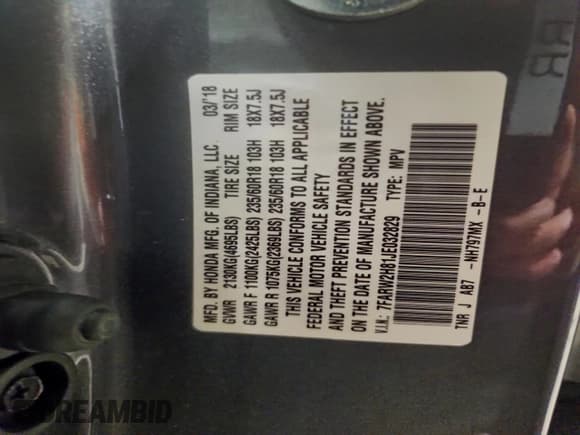 MFD. BY HONDA MFG. OF INDIANA, LLC. 03/'18
GVWR 2130KG(4695LBS) TIRE SIZE RIM SIZE
GAWR F 1100KG(2425LBS) 235/60R18 103H 18X7.5J
GAWR R 1075KG(2369LBS) 235/60R18 103H 18X7.5J
THIS VEHICLE CONFORMS TO ALL APPLICABLE
FEDERAL MOTOR VEHICLE SAFETY
AND THEFT PREVENTION STANDARDS IN EFFECT
ON THE DATE OF MANUFACTURE SHOWN ABOVE.
V.I.N.: 7FARW2H81JE032829 TYPE: MPV
TNR J A87 -NH797MX -B-E
DREAMBID